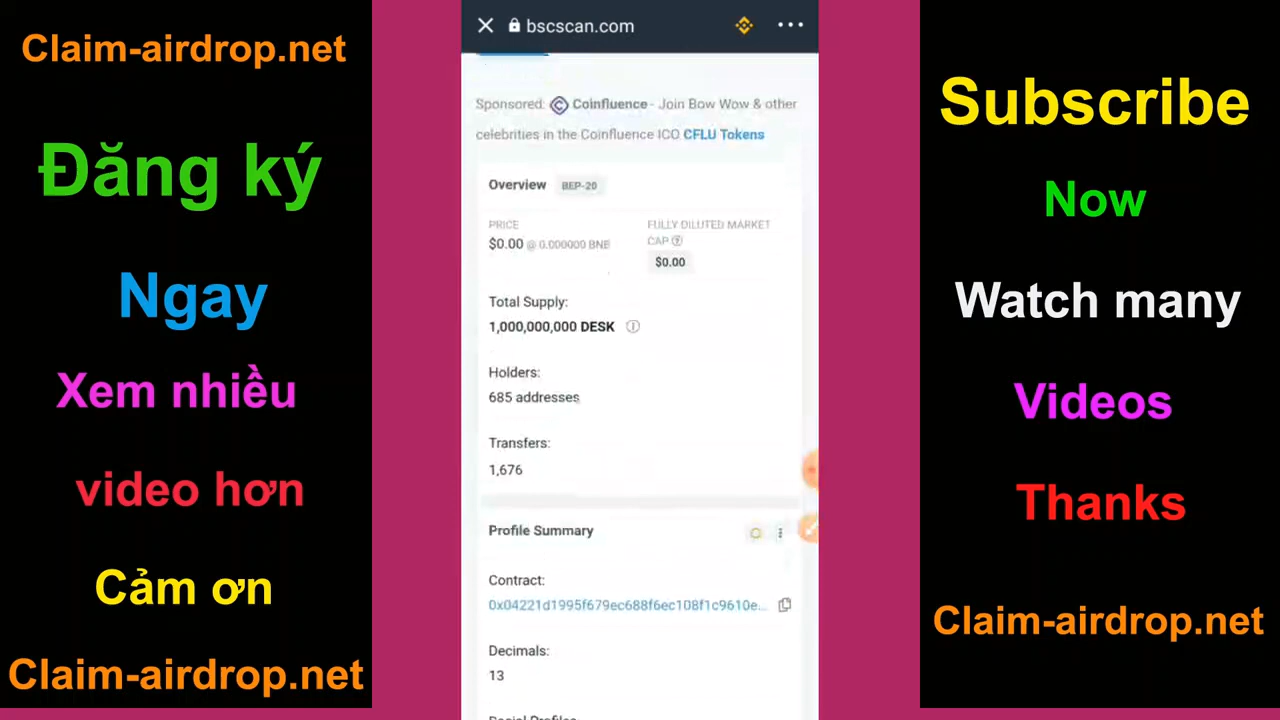 Claim-airdrop.net
Đăng ký
Ngay
Xem nhiều
video hơn
Cảm ơn
Claim-airdrop.net
bscscan.com
Sponsored: Coinfluence - Join Bow Wow & other
celebrities in the Coinfluence ICO CFLU Tokens
Overview BEP-20
PRICE
$0.00 @ 0.000000 BNB
FULLY DILUTED MARKET
CAP
$0.00
Total Supply:
1,000,000,000 DESK
Holders:
685 addresses
Transfers:
1,676
Profile Summary
Contract:
0x04221d1995f679ec688f6ec108f1c9610e...
Decimals:
13
Subscribe
Now
Watch many
Videos
Thanks
Claim-airdrop.net